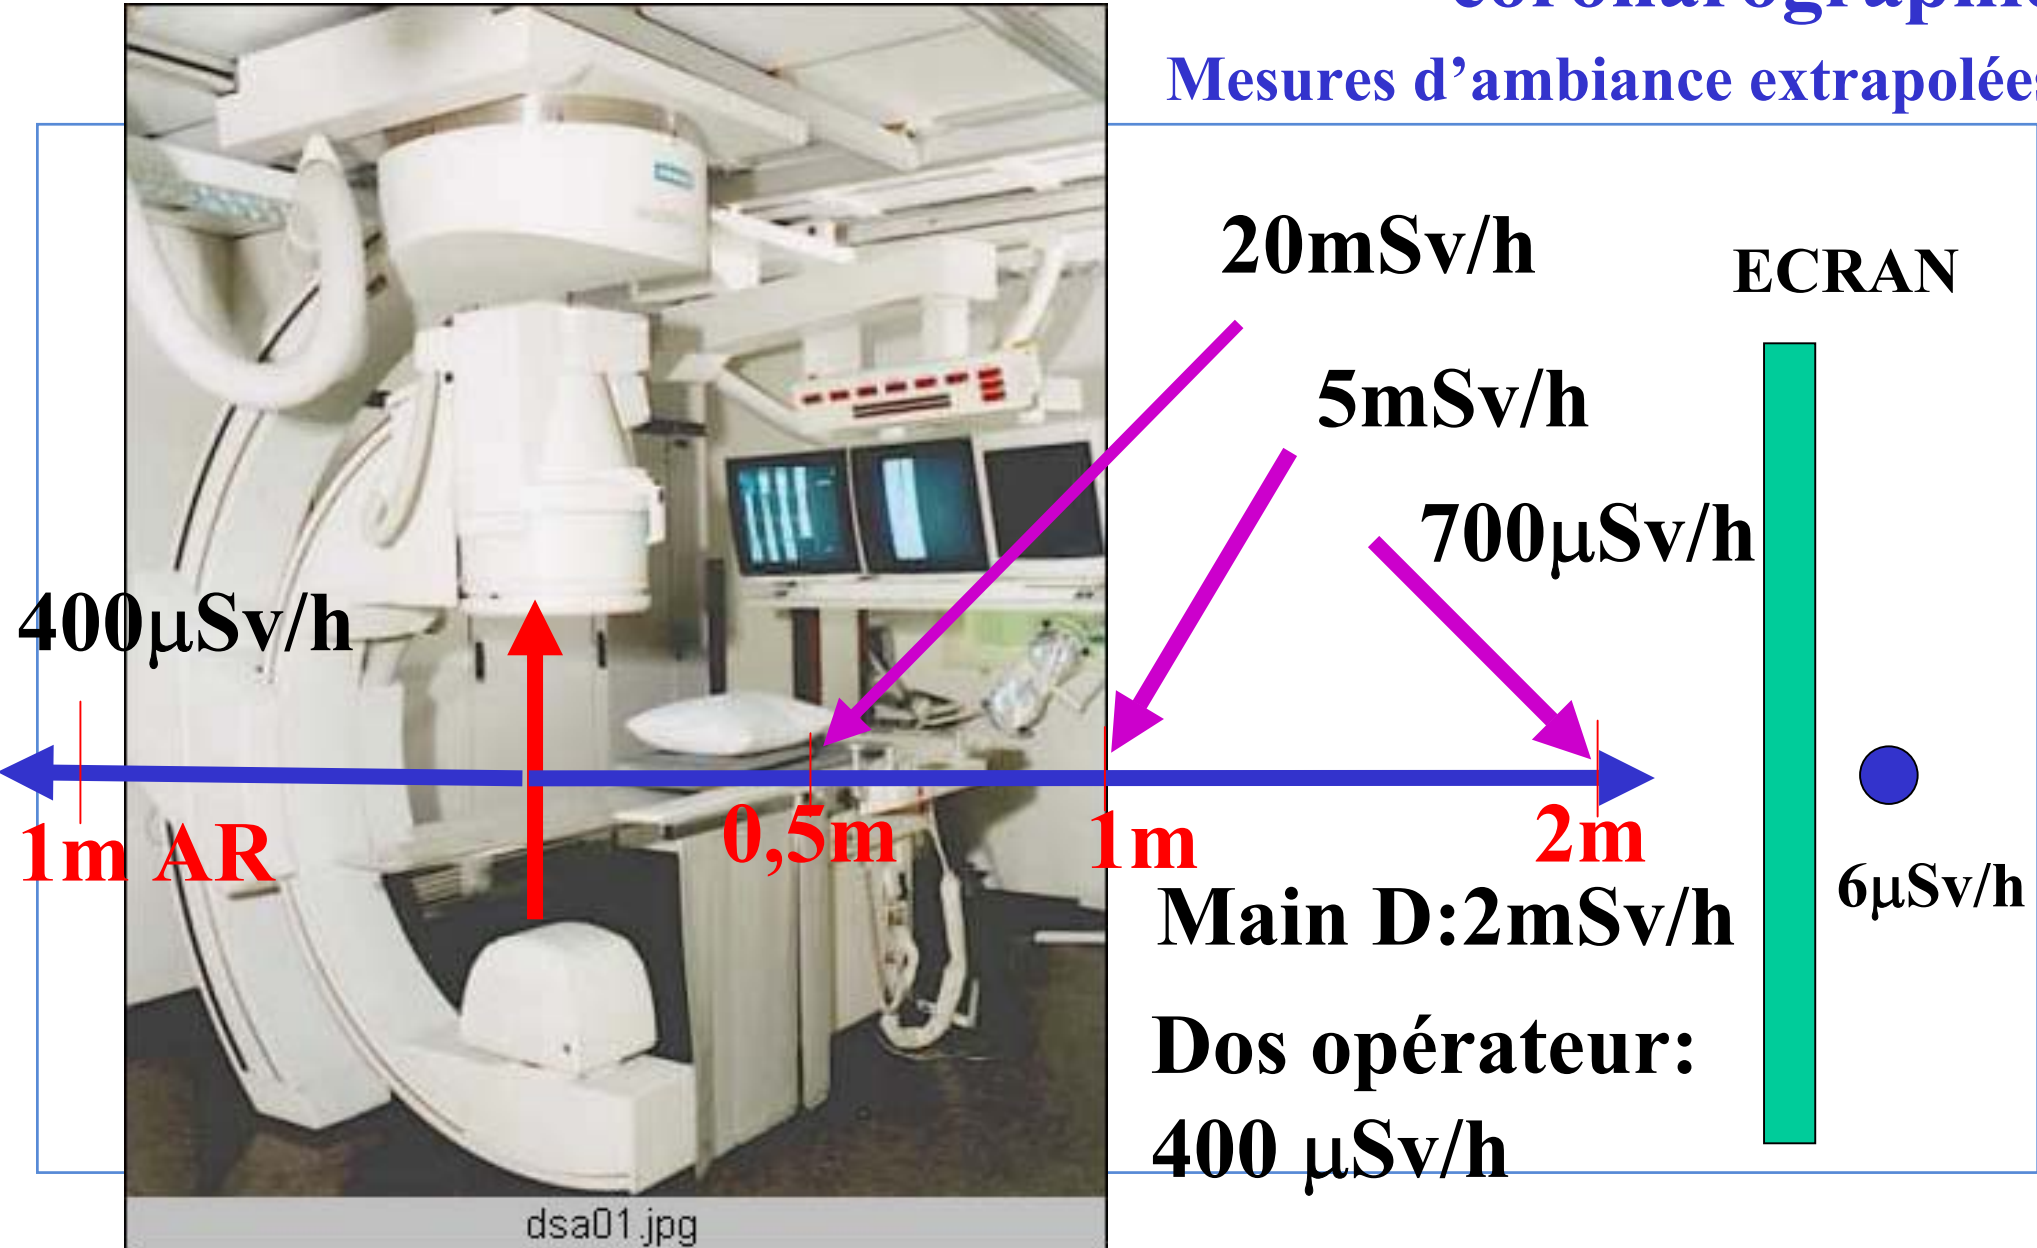 Mesures d’ambiance extrapolées
20mSv/h
ECRAN
5mSv/h
700μSv/h
400μSv/h
0,5m
1m
2m
1m AR
6μSv/h
Main D:2mSv/h
Dos opérateur:
400 μSv/h
dsa01.jpg